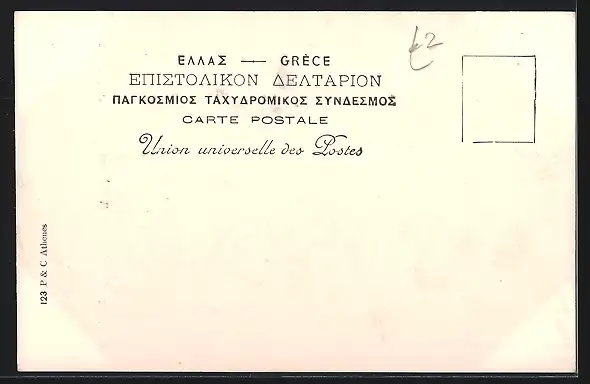 ΕΛΛΑΣ — GRÈCE
ΕΠΙΣΤΟΛΙΚΟΝ ΔΕΛΤΑΡΙΟΝ
ΠΑΓΚΟΣΜΙΟΣ ΤΑΧΥΔΡΟΜΙΚΟΣ ΣΥΝΔΕΣΜΟΣ
CARTE POSTALE
Union universelle des Postes
123 P & C Athènes